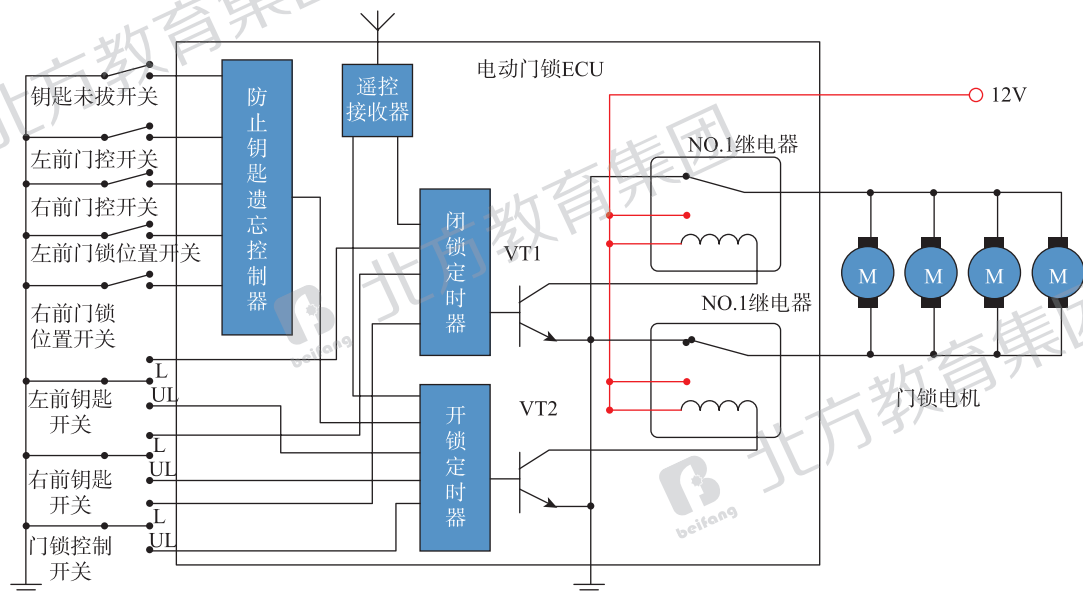 电动门锁ECU
12V
钥匙未拔开关
左前门控开关
右前门控开关
左前门锁位置开关
右前门锁
位置开关
防止钥匙遗忘控制器
遥控
接收器
NO.1继电器
闭锁定时器
VT1
NO.1继电器
M
M
M
M
L
UL
左前钥匙
开关
L
UL
右前钥匙
开关
L
UL
门锁控制
开关
开锁定时器
VT2
门锁电机
北方教育集团
北方教育集团
beifang
北方教育集团
beifang